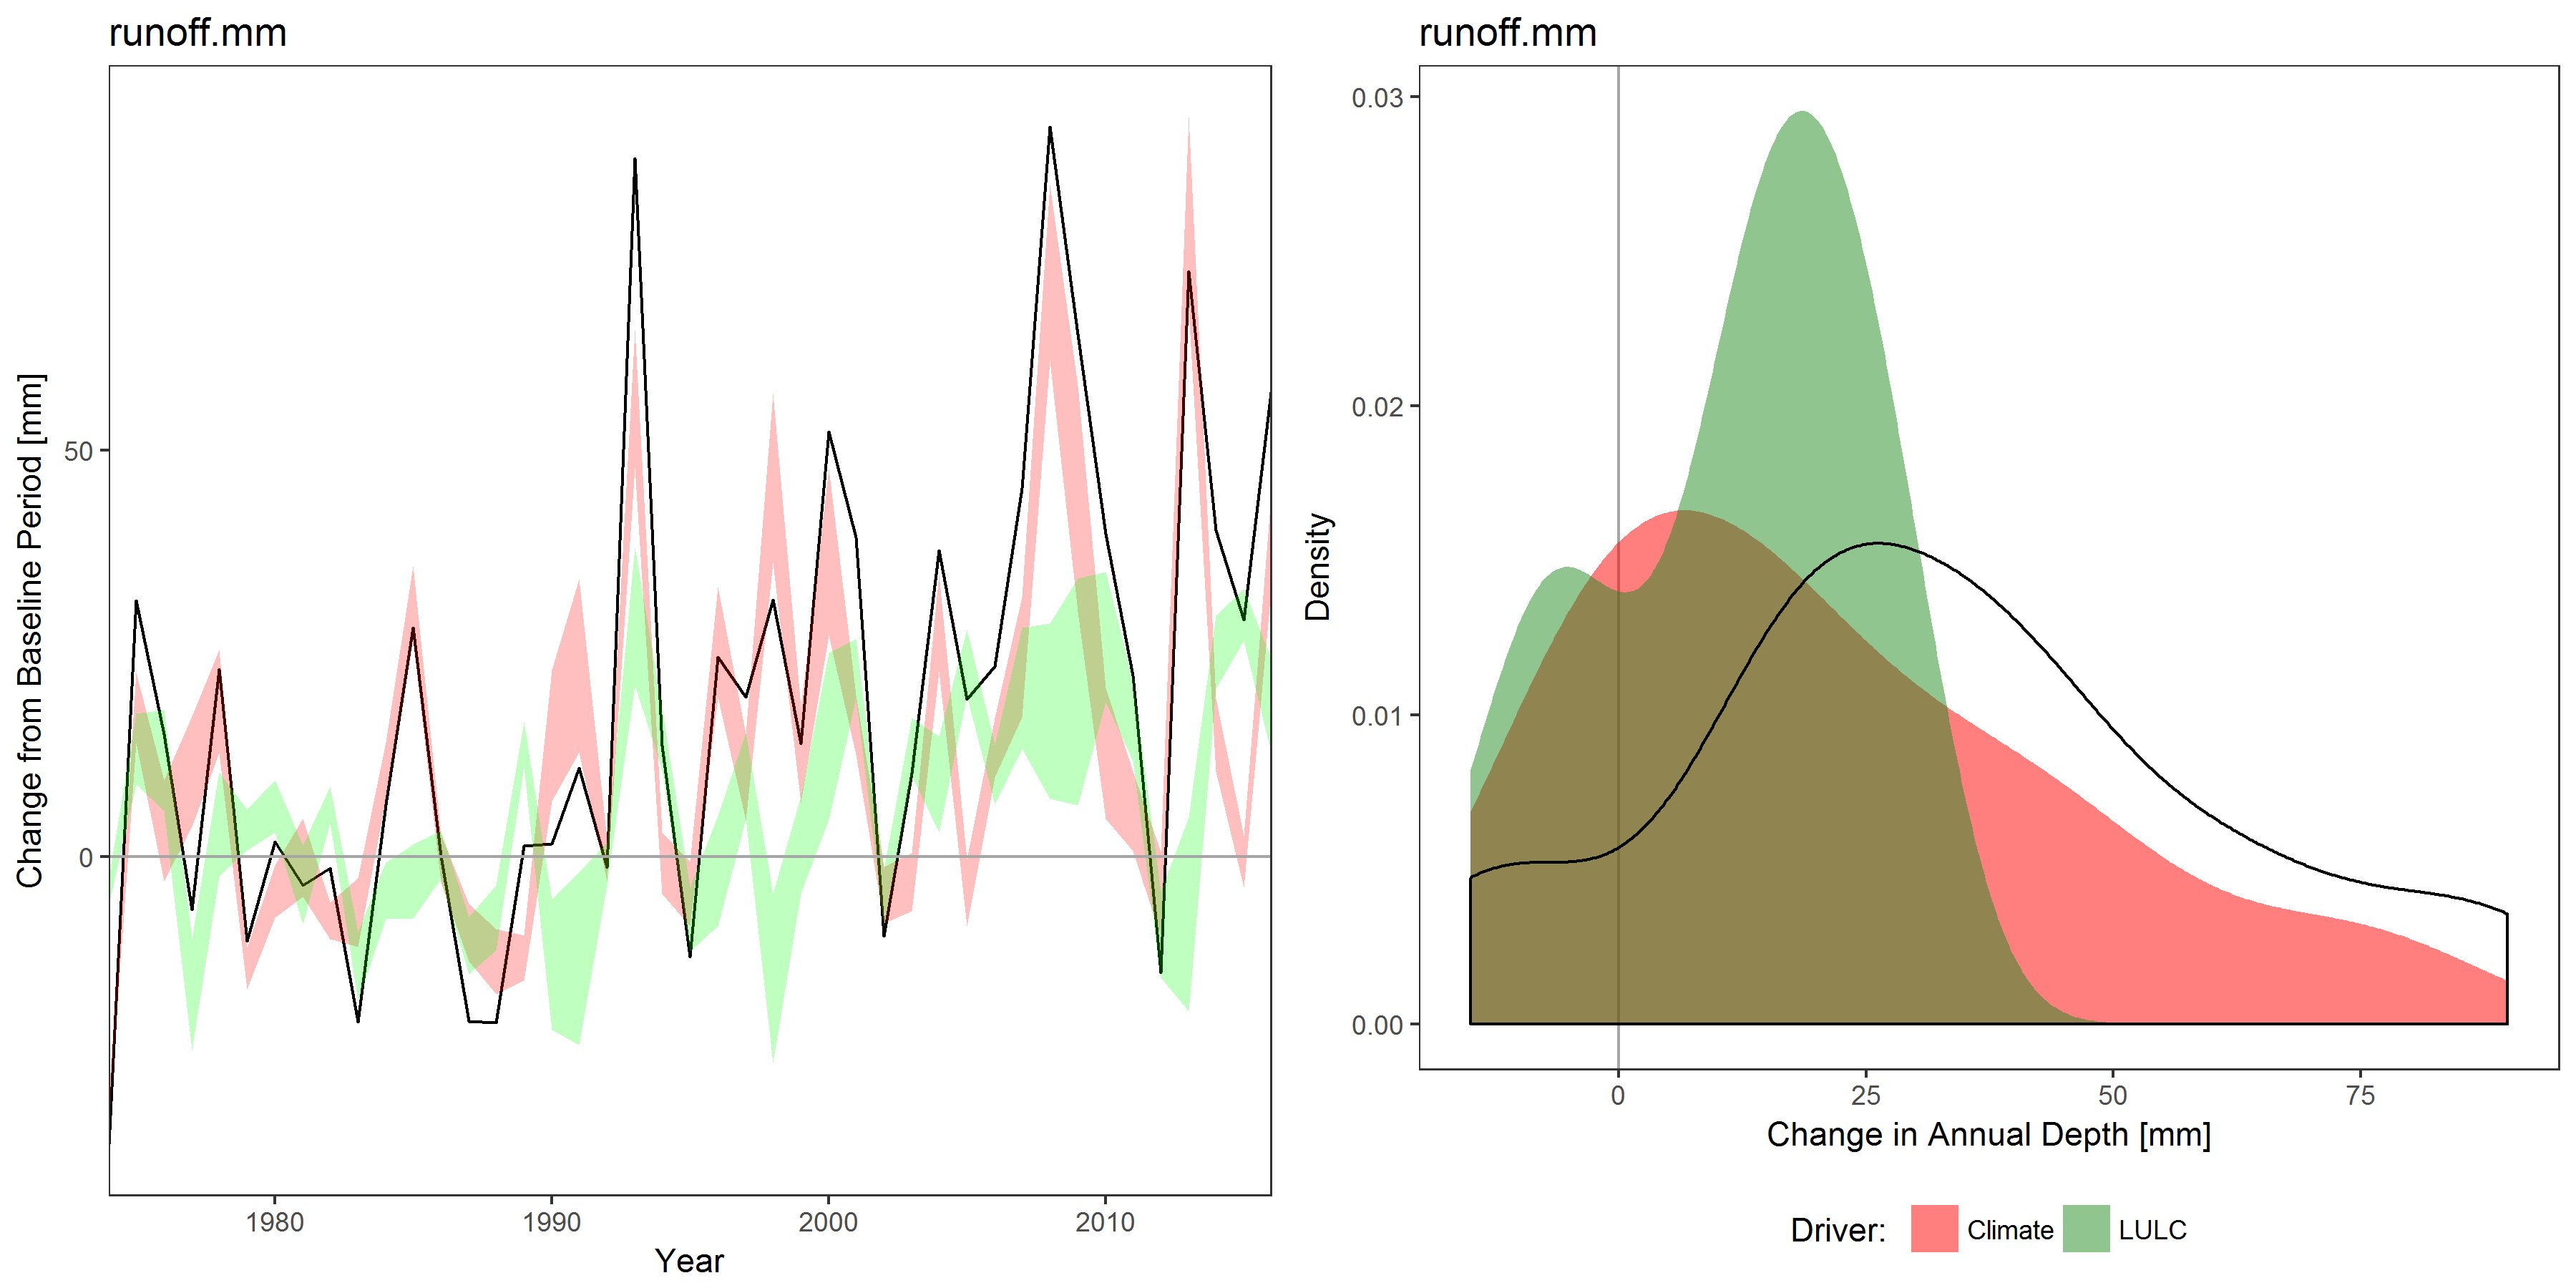 runoff.mm
Change from Baseline Period [mm]
50
0
1980 1990 2000 2010
Year
runoff.mm
Density
0.03
0.02
0.01
0.00
0 25 50 75
Change in Annual Depth [mm]
Driver: Climate LULC